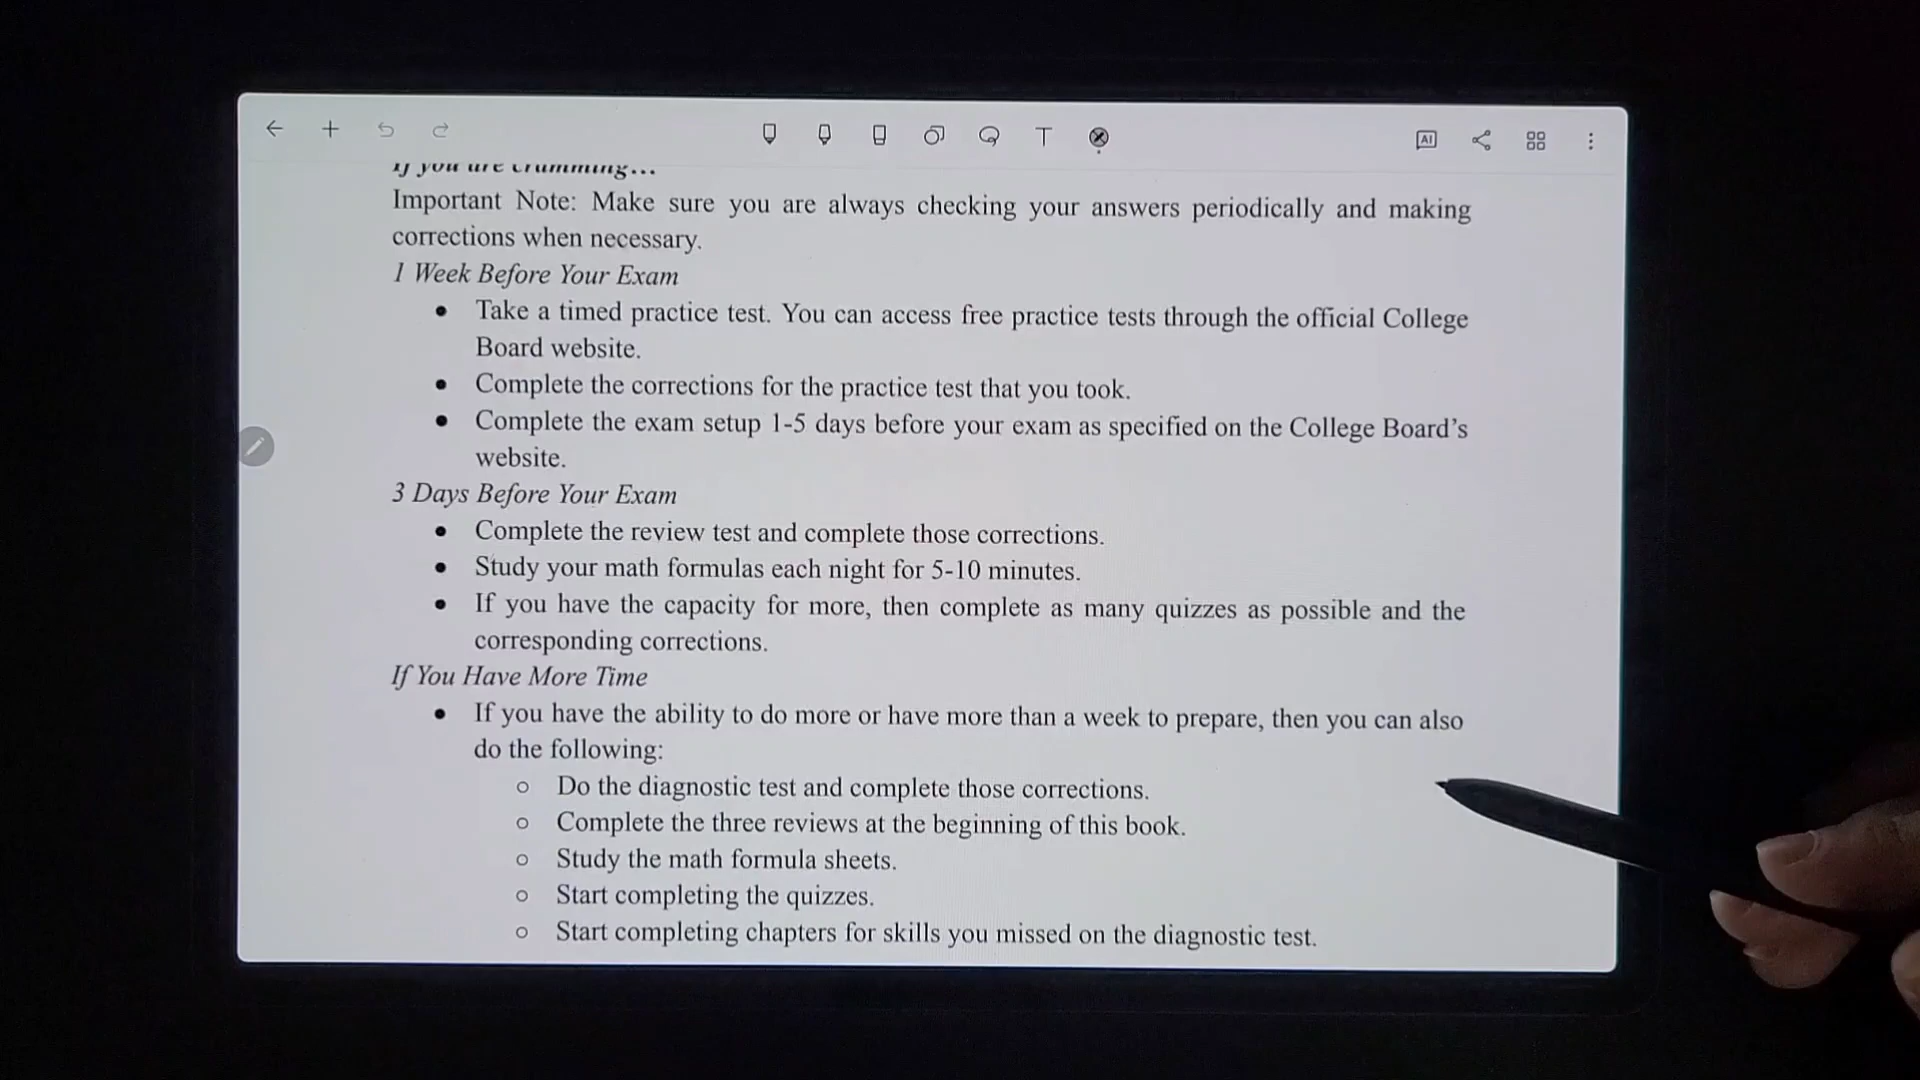 T
AI
If you are cramming...
Important Note: Make sure you are always checking your answers periodically and making
corrections when necessary.
1 Week Before Your Exam
● Take a timed practice test. You can access free practice tests through the official College
Board website.
● Complete the corrections for the practice test that you took.
● Complete the exam setup 1-5 days before your exam as specified on the College Board’s
website.
3 Days Before Your Exam
● Complete the review test and complete those corrections.
● Study your math formulas each night for 5-10 minutes.
● If you have the capacity for more, then complete as many quizzes as possible and the
corresponding corrections.
If You Have More Time
● If you have the ability to do more or have more than a week to prepare, then you can also
do the following:
○ Do the diagnostic test and complete those corrections.
○ Complete the three reviews at the beginning of this book.
○ Study the math formula sheets.
○ Start completing the quizzes.
○ Start completing chapters for skills you missed on the diagnostic test.